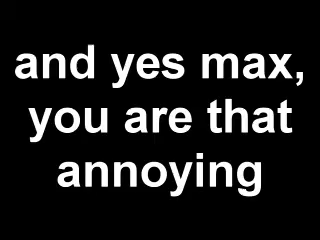 and yes max,
you are that
annoying